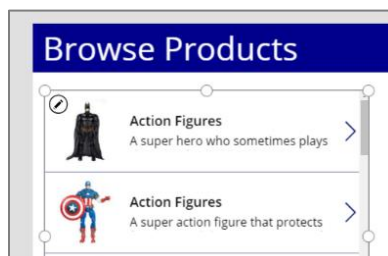 Browse Products
Action Figures
A super hero who sometimes plays
Action Figures
A super action figure that protects